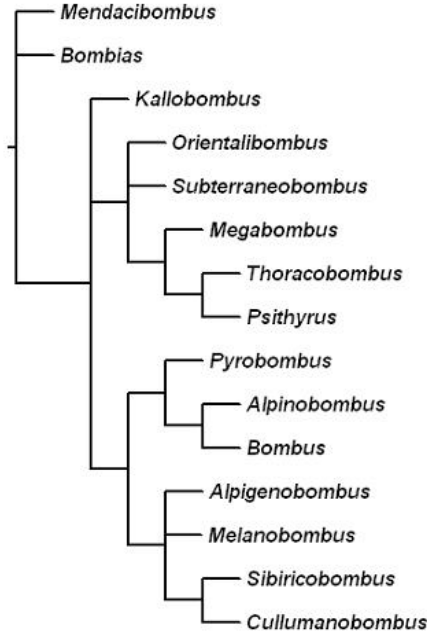 Mendacibombus
Bombias
Kallobombus
Orientalibombus
Subterraneobombus
Megabombus
Thoracobombus
Psithyrus
Pyrobombus
Alpinobombus
Bombus
Alpigenobombus
Melanobombus
Sibiricobombus
Cullumanobombus